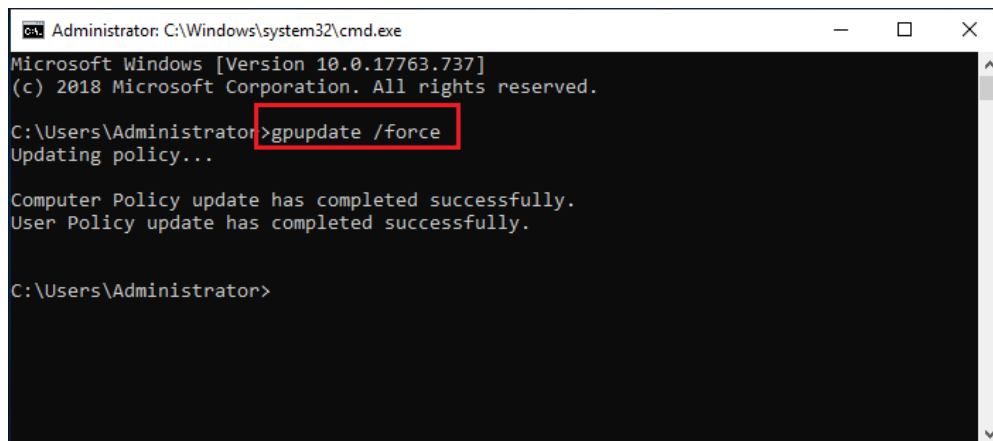 Administrator: C:\Windows\system32\cmd.exe
Microsoft Windows [Version 10.0.17763.737]
(c) 2018 Microsoft Corporation. All rights reserved.
C:\Users\Administrator>gpupdate /force
Updating policy...
Computer Policy update has completed successfully.
User Policy update has completed successfully.
C:\Users\Administrator>